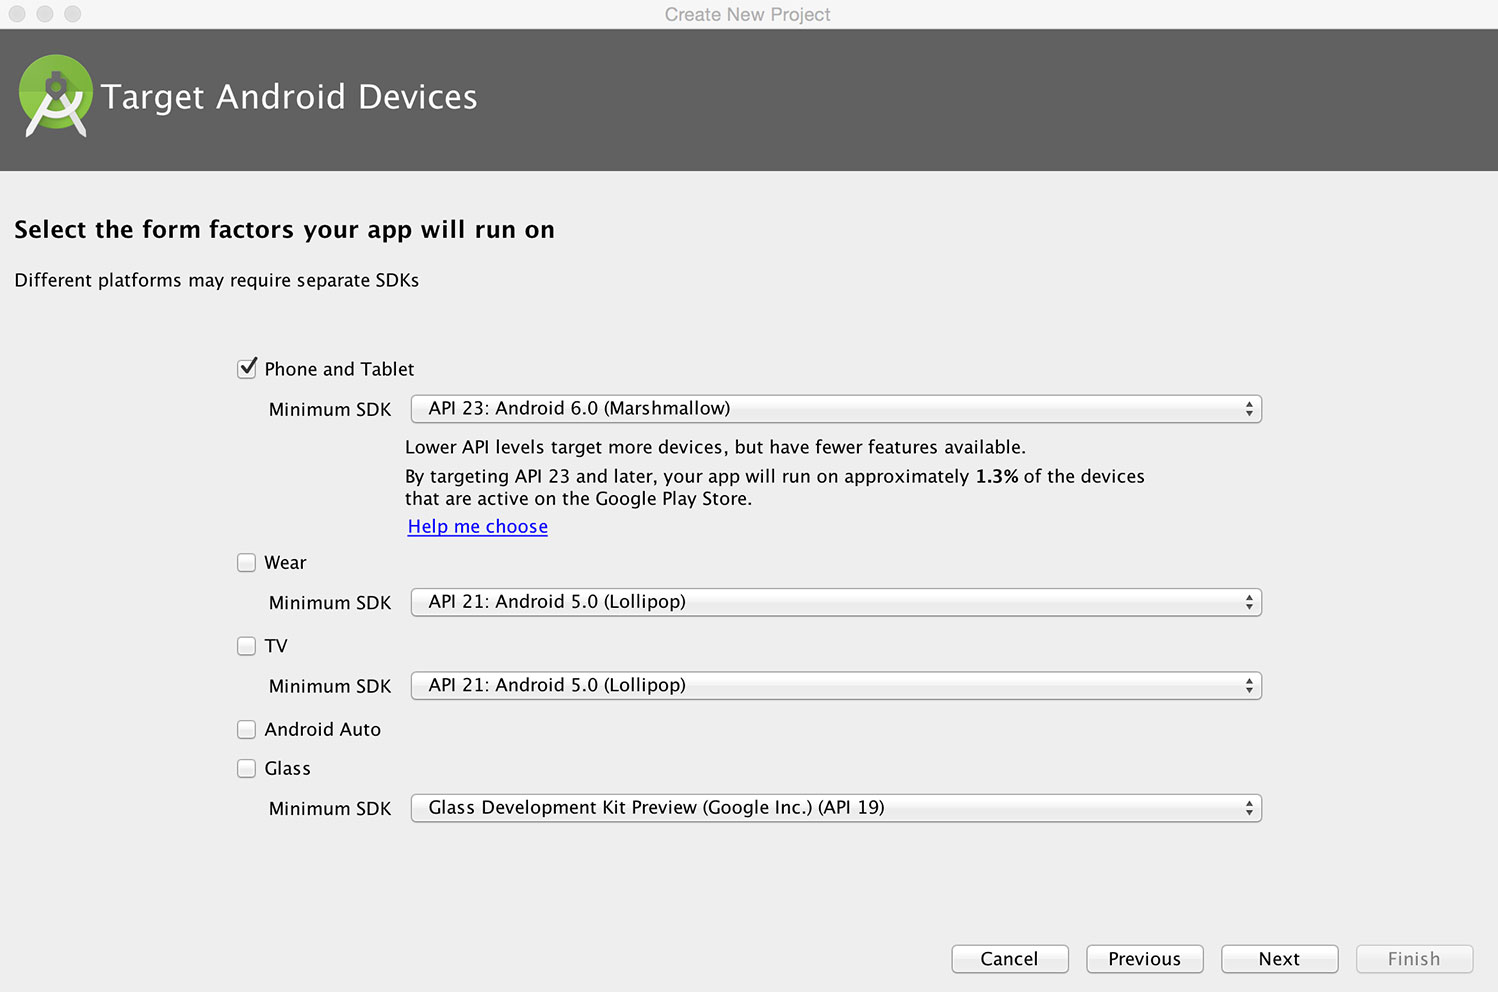 Create New Project
Target Android Devices
Select the form factors your app will run on
Different platforms may require separate SDKs
Phone and Tablet
Minimum SDK API 23: Android 6.0 (Marshmallow)
Lower API levels target more devices, but have fewer features available.
By targeting API 23 and later, your app will run on approximately 1.3% of the devices
that are active on the Google Play Store.
Help me choose
Wear
Minimum SDK API 21: Android 5.0 (Lollipop)
TV
Minimum SDK API 21: Android 5.0 (Lollipop)
Android Auto
Glass
Minimum SDK Glass Development Kit Preview (Google Inc.) (API 19)
Cancel Previous Next Finish